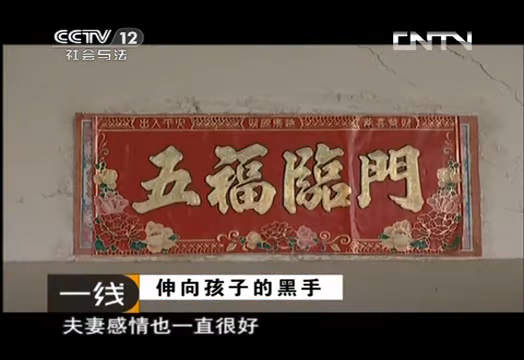 CCTV 12
社会与法
CNTV
出入平安
五福臨門
一线
伸向孩子的黑手
夫妻感情也一直很好